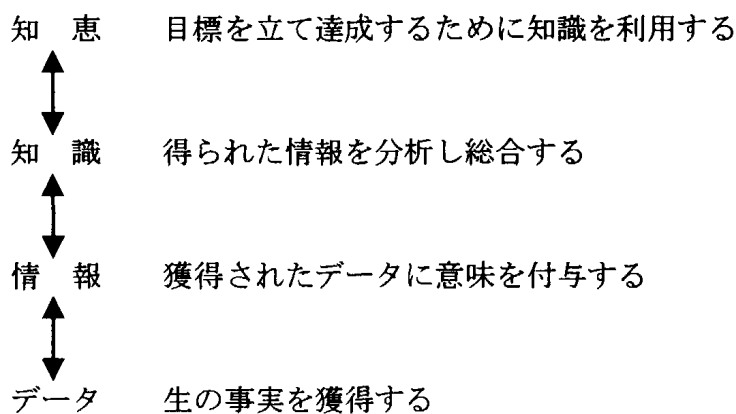 知　恵　　目標を立て達成するために知識を利用する
知　識　　得られた情報を分析し総合する
情　報　　獲得されたデータに意味を付与する
データ　　生の事実を獲得する